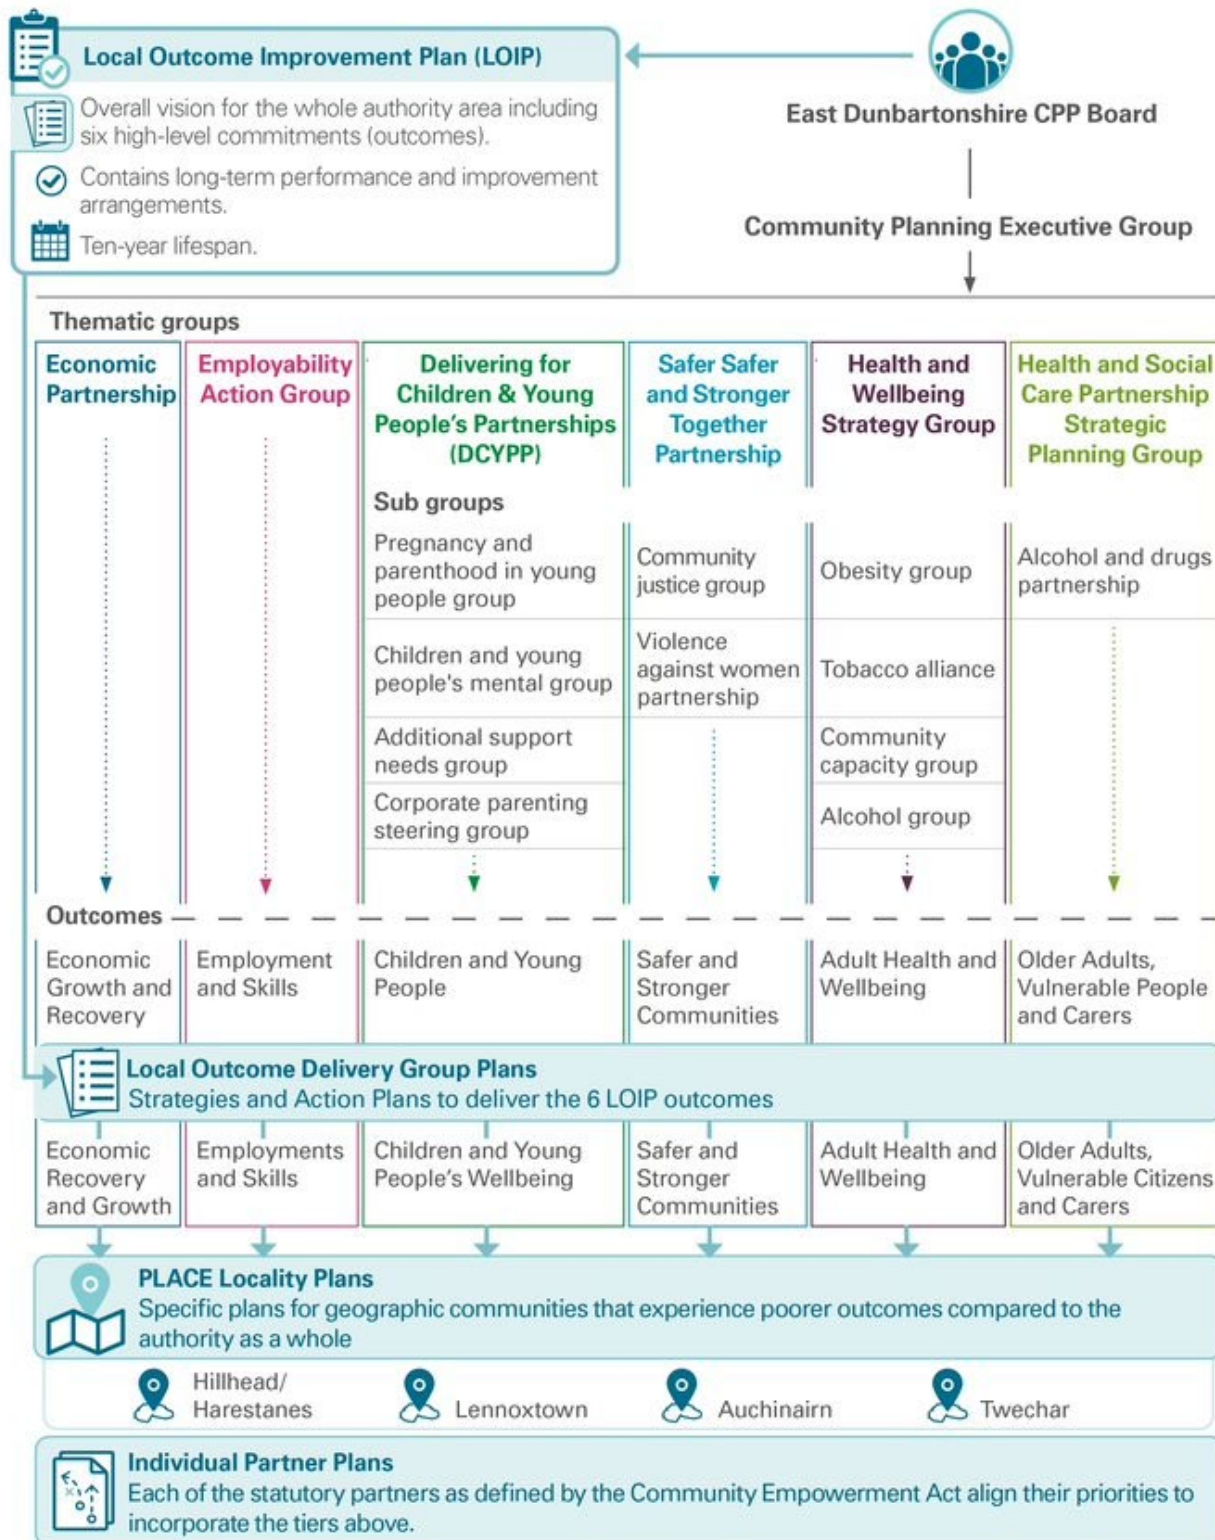 Local Outcome Improvement Plan (LOIP)
Overall vision for the whole authority area including
six high-level commitments (outcomes).
Contains long-term performance and improvement
arrangements.
Ten-year lifespan.
East Dunbartonshire CPP Board
Community Planning Executive Group
Thematic groups
Economic
Partnership
Employability
Action Group
Delivering for
Children & Young
People's Partnerships
(DCYPP)
Safer Safer
and Stronger
Together
Partnership
Health and
Wellbeing
Strategy Group
Health and Social
Care Partnership
Strategic
Planning Group
Sub groups
Pregnancy and
parenthood in young
people group
Children and young
people's mental group
Additional support
needs group
Corporate parenting
steering group
Community
justice group
Violence
against women
partnership
Obesity group
Tobacco alliance
Community
capacity group
Alcohol group
Alcohol and drugs
partnership
Outcomes
Economic
Growth and
Recovery
Employment
and Skills
Children and Young
People
Safer and
Stronger
Communities
Adult Health and
Wellbeing
Older Adults,
Vulnerable People
and Carers
Local Outcome Delivery Group Plans
Strategies and Action Plans to deliver the 6 LOIP outcomes
Economic
Recovery
and Growth
Employments
and Skills
Children and Young
People's Wellbeing
Safer and
Stronger
Communities
Adult Health and
Wellbeing
Older Adults,
Vulnerable Citizens
and Carers
PLACE Locality Plans
Specific plans for geographic communities that experience poorer outcomes compared to the
authority as a whole
Hillhead/
Harestanes
Lennoxtown
Auchinairn
Twechar
Individual Partner Plans
Each of the statutory partners as defined by the Community Empowerment Act align their priorities to
incorporate the tiers above.